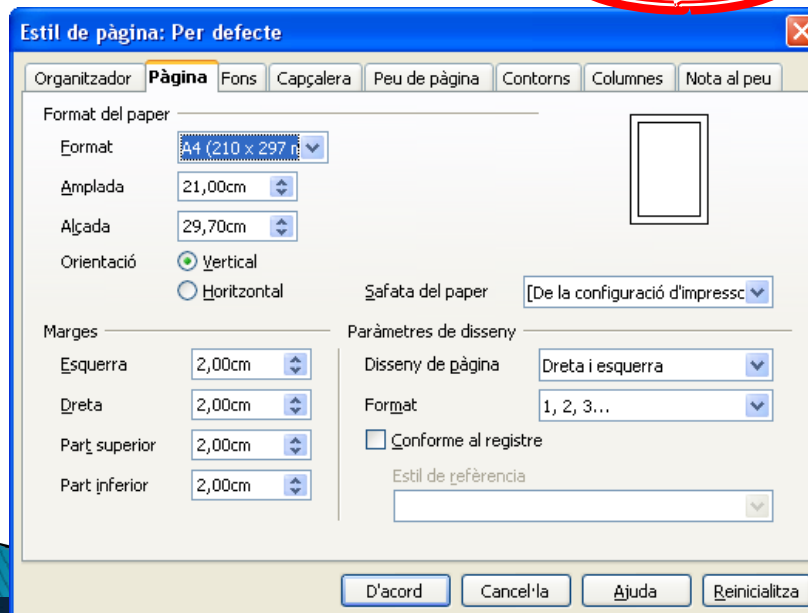 Estil de pàgina: Per defecte
Organitzador Pàgina Fons Capçalera Peu de pàgina Contorns Columnes Nota al peu
Format del paper
Format A4 (210 x 297 
Amplada 21,00cm
Alçada 29,70cm
Orientació Vertical
Horitzontal Safata del paper [De la configuració d'impressc
Marges Paràmetres de disseny
Esquerra 2,00cm Disseny de pàgina Dreta i esquerra
Dreta 2,00cm Format 1, 2, 3...
Part superior 2,00cm Conforme al registre
Part inferior 2,00cm Estil de refèrencia
D'acord Cancel·la Ajuda Reinicialitza